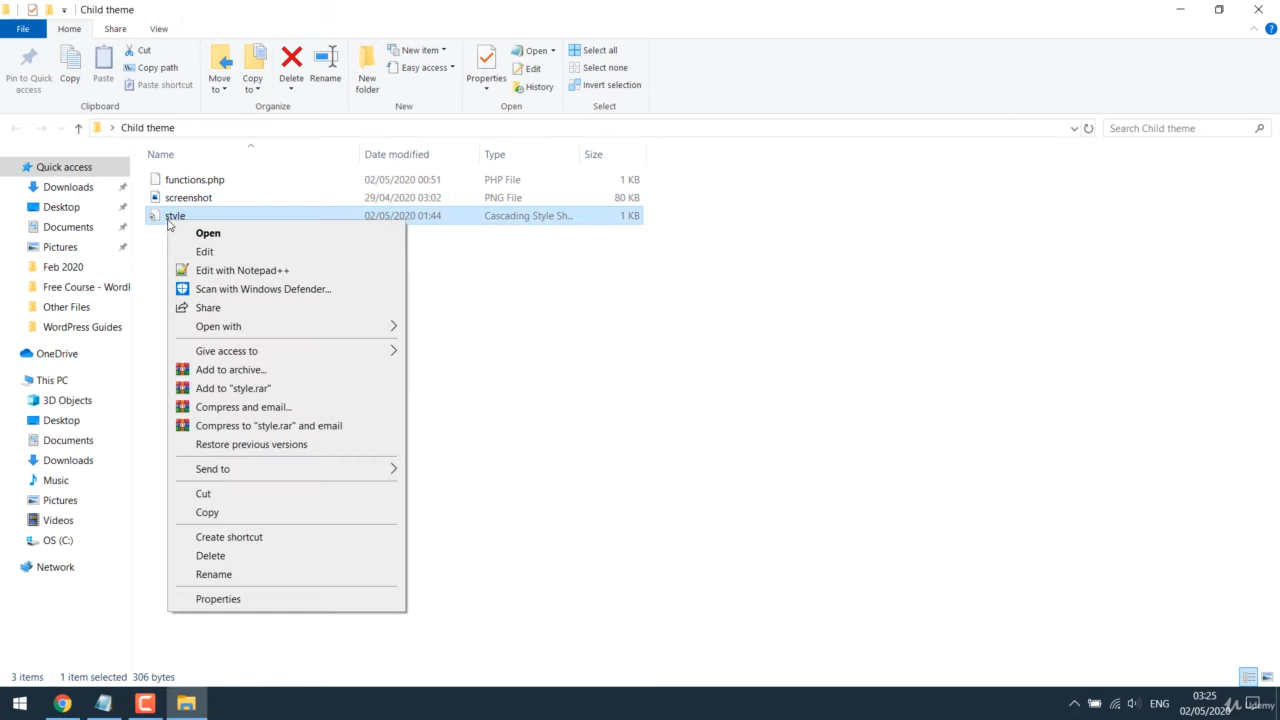 Child theme
File Home Share View
Pin to Quick access
Copy
Paste
Cut
Copy path
Paste shortcut
Clipboard
Move to
Copy to
Delete
Rename
Organize
New folder
New item
Easy access
New
Properties
Open
Edit
History
Open
Select all
Select none
Invert selection
Select
Child theme
Search Child theme
Name Date modified Type Size
functions.php 02/05/2020 00:51 PHP File 1 KB
screenshot 29/04/2020 03:02 PNG File 80 KB
style 02/05/2020 01:44 Cascading Style Sh... 1 KB
Quick access
Downloads
Desktop
Documents
Pictures
Feb 2020
Free Course - Wordl
Other Files
WordPress Guides
OneDrive
This PC
3D Objects
Desktop
Documents
Downloads
Music
Pictures
Videos
OS (C:)
Network
Open
Edit
Edit with Notepad++
Scan with Windows Defender...
Share
Open with
Give access to
Add to archive...
Add to "style.rar"
Compress and email...
Compress to "style.rar" and email
Restore previous versions
Send to
Cut
Copy
Create shortcut
Delete
Rename
Properties
3 items 1 item selected 306 bytes
ENG
03:25
02/05/2020
Udemy